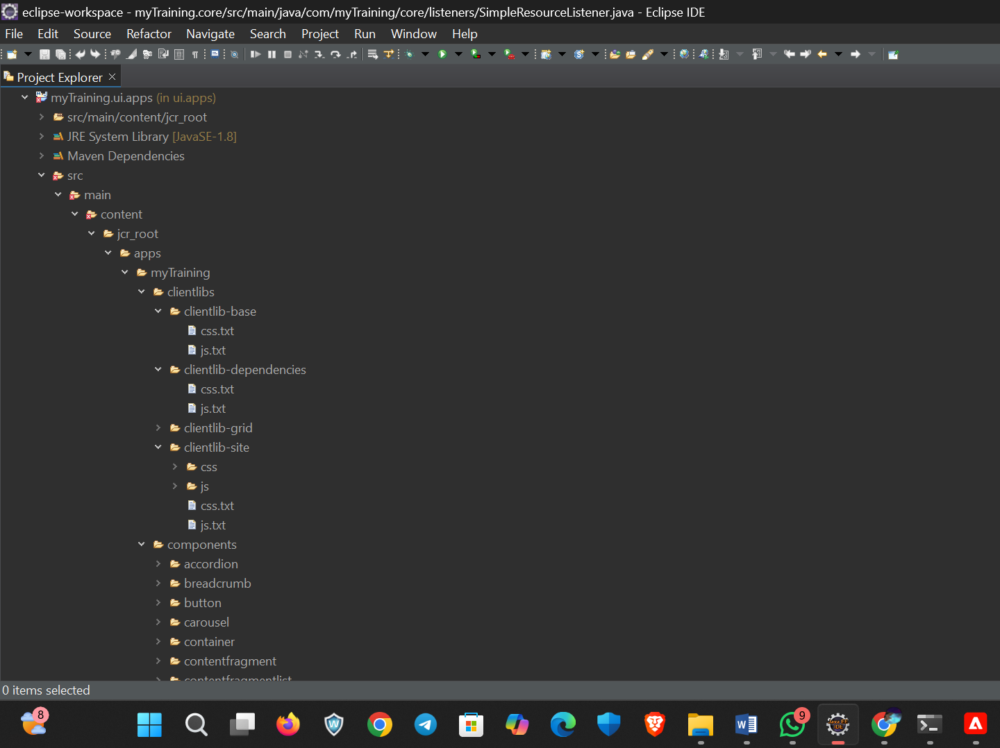 eclipse-workspace - myTraining.core/src/main/java/com/myTraining/core/listeners/SimpleResourceListener.java - Eclipse IDE
File Edit Source Refactor Navigate Search Project Run Window Help
Project Explorer
myTraining.ui.apps (in ui.apps)
src/main/content/jcr_root
JRE System Library [JavaSE-1.8]
Maven Dependencies
src
main
content
jcr_root
apps
myTraining
clientlibs
clientlib-base
css.txt
js.txt
clientlib-dependencies
css.txt
js.txt
clientlib-grid
clientlib-site
css
js
css.txt
js.txt
components
accordion
breadcrumb
button
carousel
container
contentfragment
contentfragmentlist
0 items selected
8
9